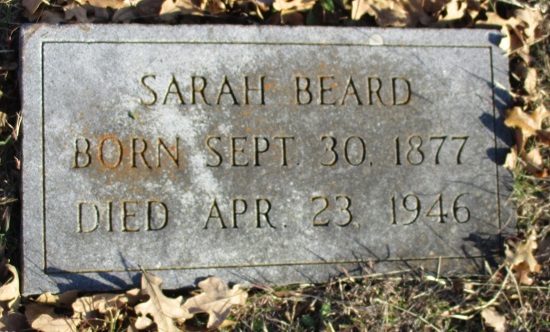 SARAH BEARD
BORN SEPT. 30, 1877
DIED APR. 23, 1946